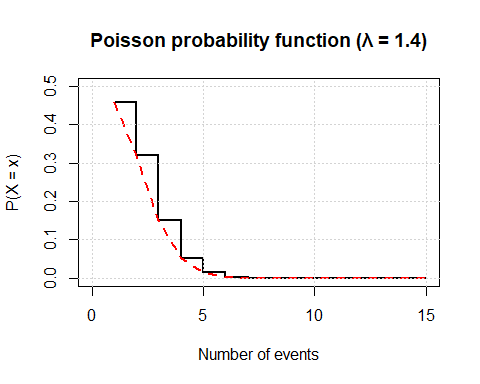 Poisson probability function (λ = 1.4)
P(X = x)
0.5
0.4
0.3
0.2
0.1
0.0
0 5 10 15
Number of events